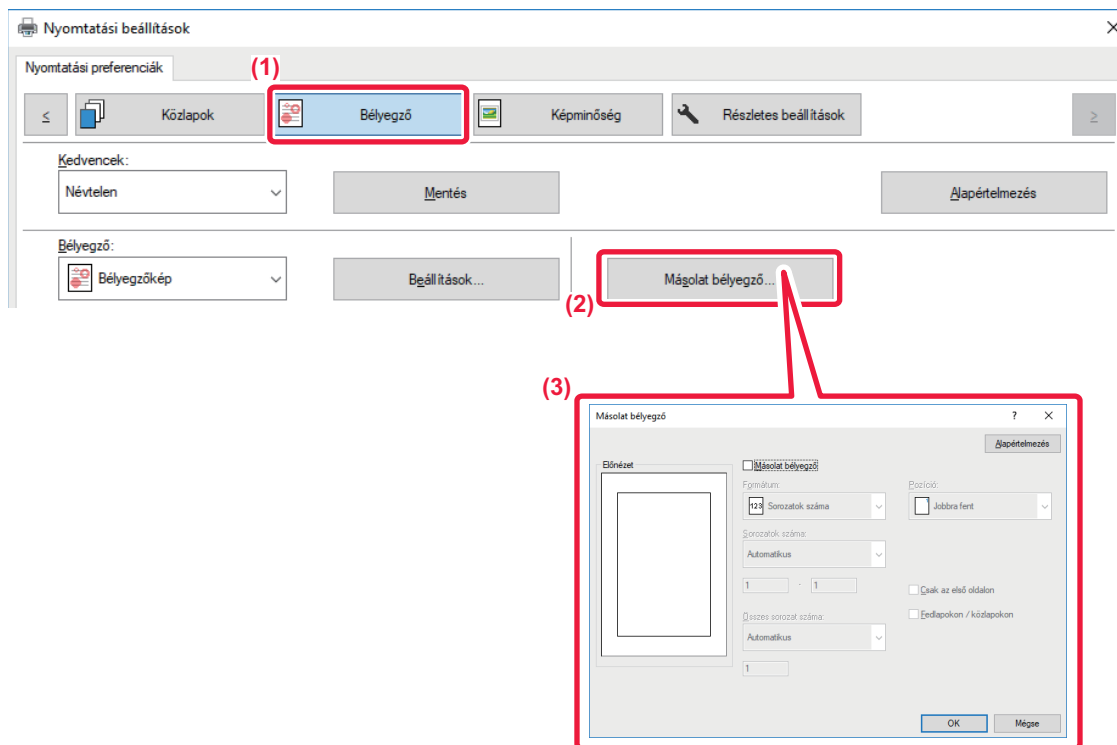 Nyomtatási beállítások
Nyomtatási preferenciák
(1)
< Közlapok Bélyegző Képminőség Részletes beállítások >
Kedvencek:
Névtelen Mentés Alapértelmezés
Bélyegző:
Bélyegzőkép Beállítások... Másolat bélyegző...
(2)
(3)
Másolat bélyegző ? ×
Alapértelmezés
Előnézet Másolat bélyegző
Formátum: Pozíció:
123 Sorozatok száma Jobbra fent
Sorozatok száma:
Automatikus
1 - 1 Csak az első oldalon
Összes sorozat száma: Fedlapokon / közlapokon
Automatikus
1
OK Mégse